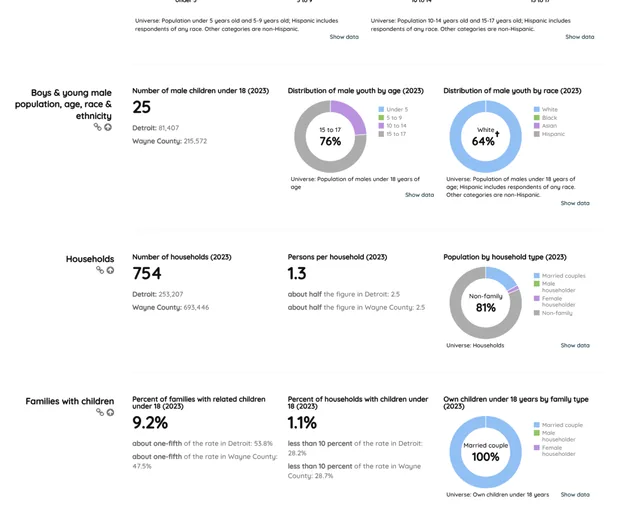 Under 5
5 to 9
10 to 14
15 to 17
Universe: Population under 5 years old and 5-9 years old; Hispanic includes
respondents of any race. Other categories are non-Hispanic.
Show data
Universe: Population 10-14 years old and 15-17 years old; Hispanic includes
respondents of any race. Other categories are non-Hispanic.
Show data
Boys & young male
population, age, race &
ethnicity
Number of male children under 18 (2023)
25
Detroit: 81,407
Wayne County: 215,572
Distribution of male youth by age (2023)
15 to 17
76%
Under 5
5 to 9
10 to 14
15 to 17
Universe: Population of males under 18 years of
age
Show data
Distribution of male youth by race (2023)
White†
64%
White
Black
Asian
Hispanic
Universe: Population of males under 18 years of
age; Hispanic includes respondents of any race.
Other categories are non-Hispanic.
Show data
Households
Number of households (2023)
754
Detroit: 253,207
Wayne County: 693,446
Persons per household (2023)
1.3
about half the figure in Detroit: 2.5
about half the figure in Wayne County: 2.5
Population by household type (2023)
Non-family
81%
Married couples
Male
householder
Female
householder
Non-family
Universe: Households
Show data
Families with children
Percent of families with related children
under 18 (2023)
9.2%
about one-fifth of the rate in Detroit: 53.8%
about one-fifth of the rate in Wayne County:
47.5%
Percent of households with children under
18 (2023)
1.1%
less than 10 percent of the rate in Detroit:
28.2%
less than 10 percent of the rate in Wayne
County: 28.7%
Own children under 18 years by family type
(2023)
Married couple
100%
Married couple
Male
householder
Female
householder
Universe: Own children under 18 years
Show data